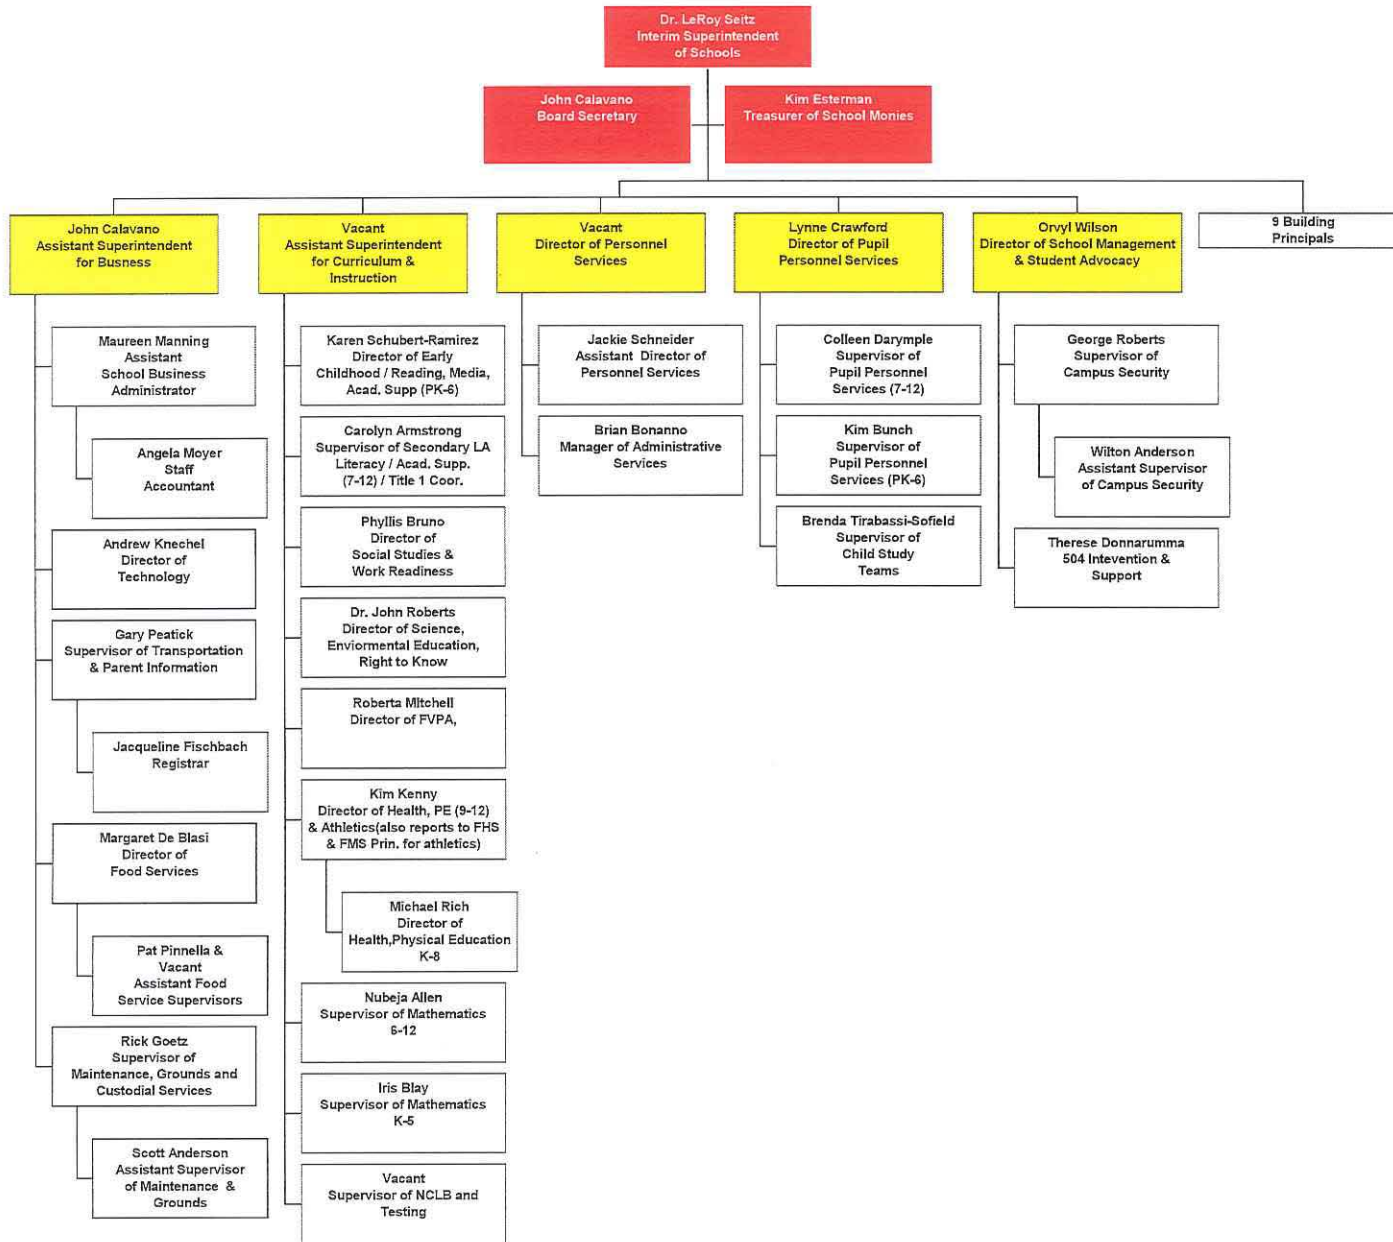 Dr. LeRoy Seitz
Interim Superintendent
of Schools
John Calavano
Board Secretary
Kim Esterman
Treasurer of School Monies
John Calavano
Assistant Superintendent
for Busness
Vacant
Assistant Superintendent
for Curriculum &
Instruction
Vacant
Director of Personnel
Services
Lynne Crawford
Director of Pupil
Personnel Services
Orvyl Wilson
Director of School Management
& Student Advocacy
9 Building
Principals
Maureen Manning
Assistant
School Business
Administrator
Angela Moyer
Staff
Accountant
Andrew Knechel
Director of
Technology
Gary Peatick
Supervisor of Transportation
& Parent Information
Jacqueline Fischbach
Registrar
Margaret De Blasi
Director of
Food Services
Pat Pinnella &
Vacant
Assistant Food
Service Supervisors
Rick Goetz
Supervisor of
Maintenance, Grounds and
Custodial Services
Scott Anderson
Assistant Supervisor
of Maintenance &
Grounds
Karen Schubert-Ramirez
Director of Early
Childhood / Reading, Media,
Acad. Supp (PK-6)
Carolyn Armstrong
Supervisor of Secondary LA
Literacy / Acad. Supp.
(7-12) / Title 1 Coor.
Phyllis Bruno
Director of
Social Studies &
Work Readiness
Dr. John Roberts
Director of Science,
Enviormental Education,
Right to Know
Roberta Mitchell
Director of FVPA,
Kim Kenny
Director of Health, PE (9-12)
& Athletics(also reports to FHS
& FMS Prin. for athletics)
Michael Rich
Director of
Health,Physical Education
K-8
Nubeja Allen
Supervisor of Mathematics
6-12
Iris Blay
Supervisor of Mathematics
K-5
Vacant
Supervisor of NCLB and
Testing
Jackie Schneider
Assistant Director of
Personnel Services
Brian Bonanno
Manager of Administrative
Services
Colleen Darymple
Supervisor of
Pupil Personnel
Services (7-12)
Kim Bunch
Supervisor of
Pupil Personnel
Services (PK-6)
Brenda Tirabassi-Sofield
Supervisor of
Child Study
Teams
George Roberts
Supervisor of
Campus Security
Wilton Anderson
Assistant Supervisor
of Campus Security
Therese Donnarumma
504 Intevention &
Support